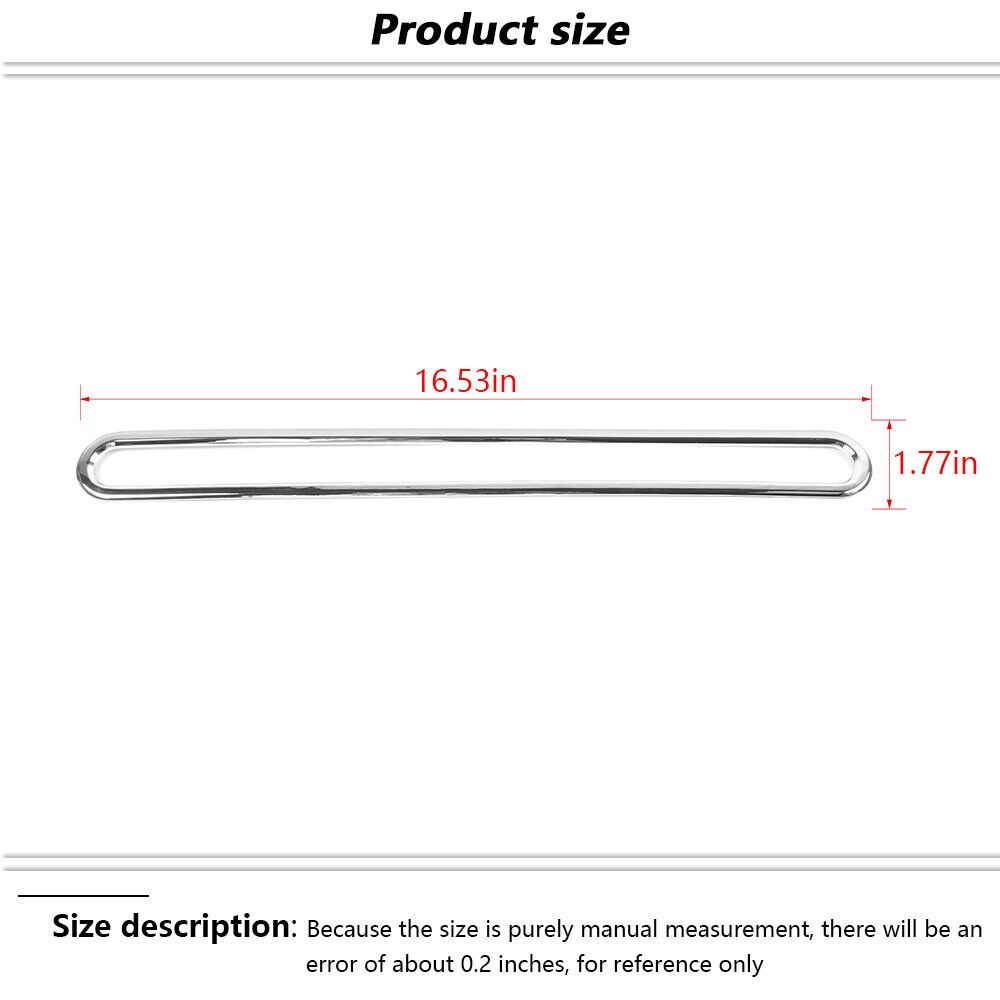 Product size
16.53in
1.77in
Size description: Because the size is purely manual measurement, there will be an
error of about 0.2 inches, for reference only